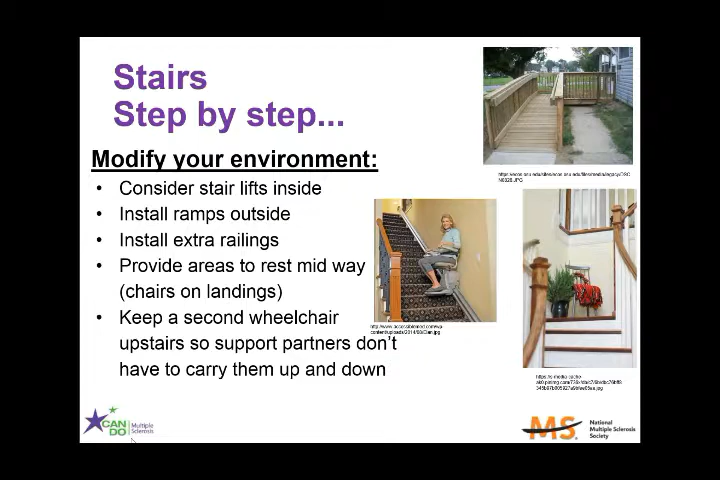 Stairs
Step by step...
Modify your environment:
• Consider stair lifts inside
• Install ramps outside
• Install extra railings
• Provide areas to rest mid way
(chairs on landings)
• Keep a second wheelchair
upstairs so support partners don't
have to carry them up and down
CAN
DO
Multiple
Sclerosis
MS
National
Multiple Sclerosis
Society